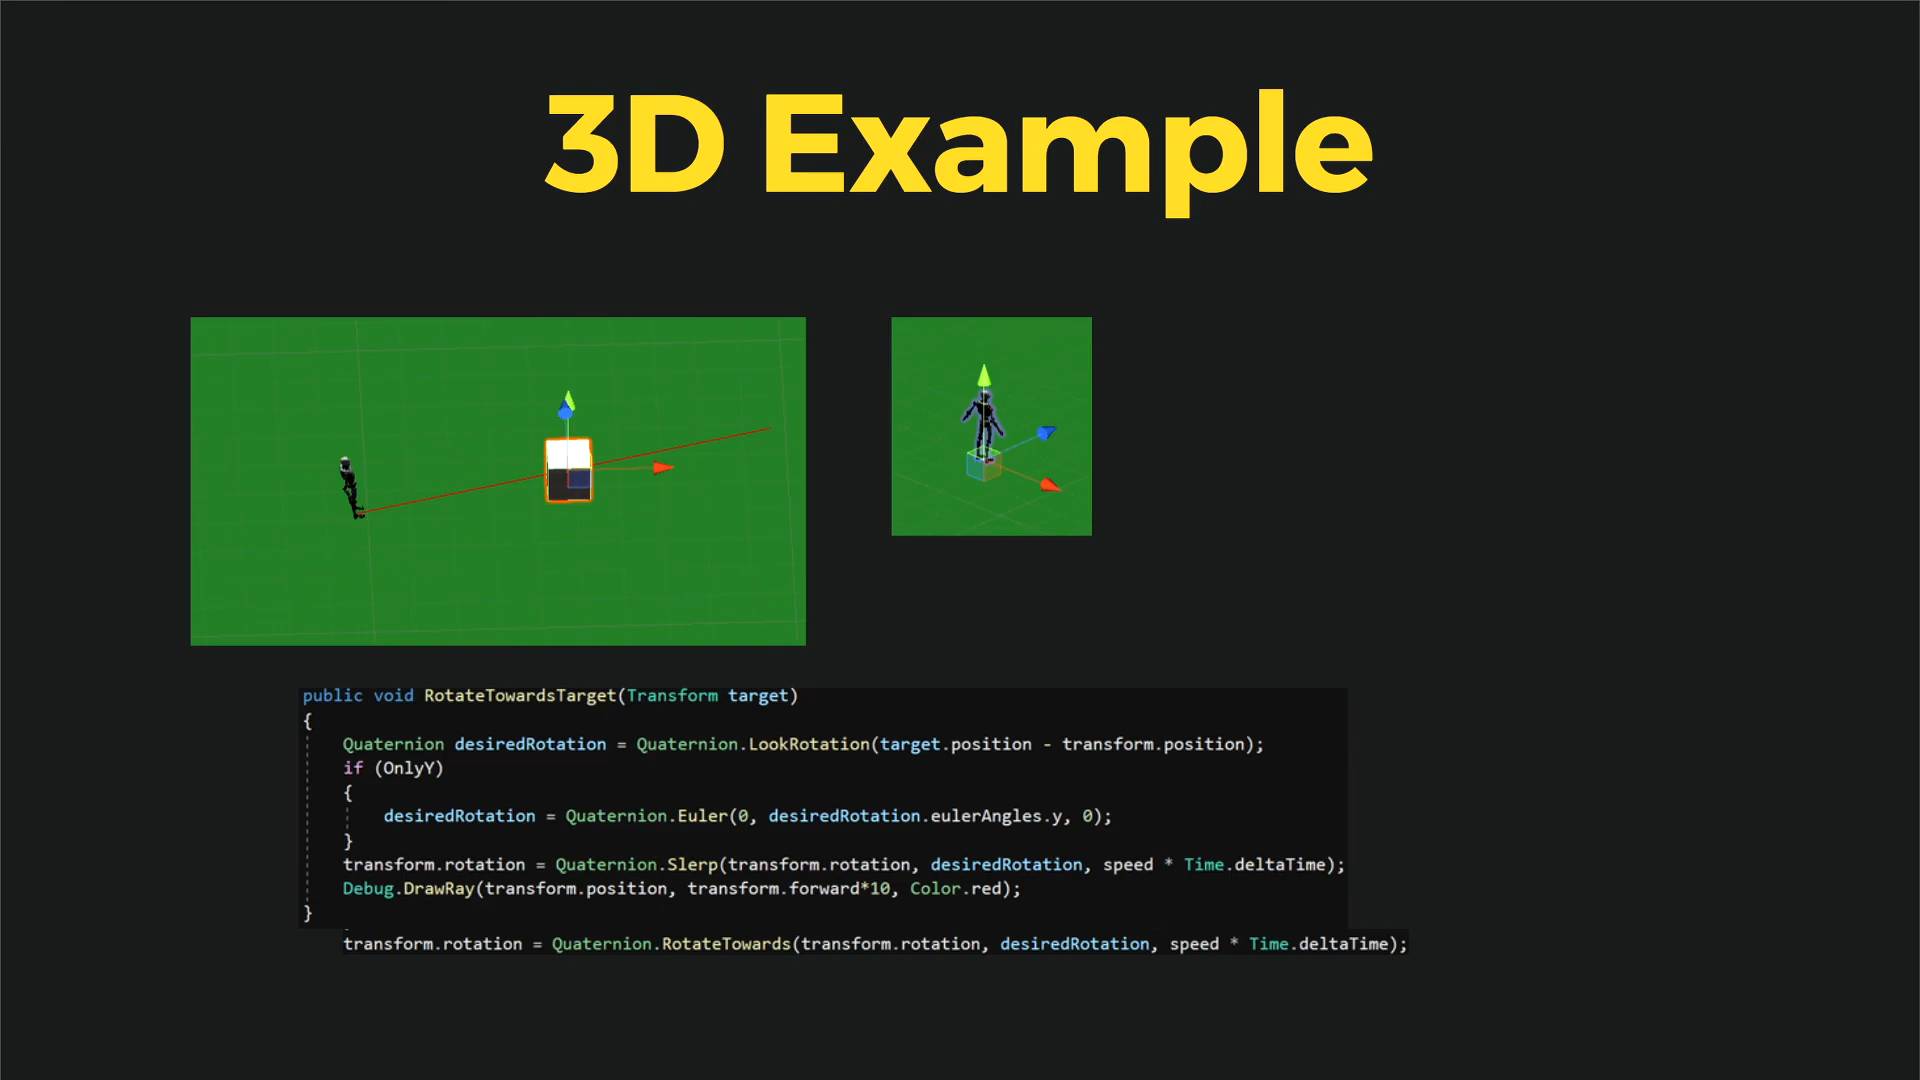 3D Example
public void RotateTowardsTarget(Transform target)
{
Quaternion desiredRotation = Quaternion.LookRotation(target.position - transform.position);
if (OnlyY)
{
desiredRotation = Quaternion.Euler(0, desiredRotation.eulerAngles.y, 0);
}
transform.rotation = Quaternion.Slerp(transform.rotation, desiredRotation, speed * Time.deltaTime);
Debug.DrawRay(transform.position, transform.forward*10, Color.red);
}
transform.rotation = Quaternion.RotateTowards(transform.rotation, desiredRotation, speed * Time.deltaTime);